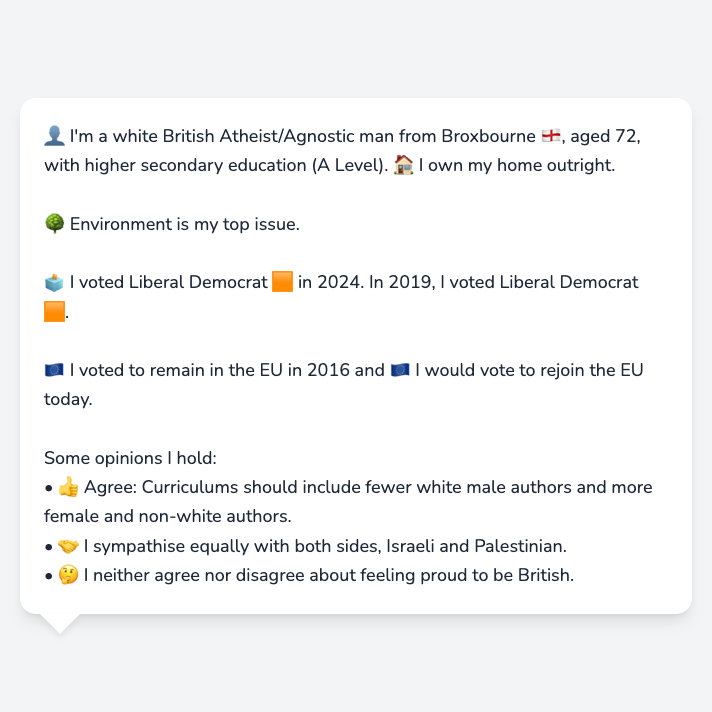 👤 I'm a white British Atheist/Agnostic man from Broxbourne 🏴󠁧󠁢󠁥󠁮󠁧󠁿, aged 72,
with higher secondary education (A Level). 🏠 I own my home outright.
🌳 Environment is my top issue.
🗳️ I voted Liberal Democrat 🟧 in 2024. In 2019, I voted Liberal Democrat
🟧.
🇪🇺 I voted to remain in the EU in 2016 and 🇪🇺 I would vote to rejoin the EU
today.
Some opinions I hold:
• 👍 Agree: Curriculums should include fewer white male authors and more
female and non-white authors.
• 🤝 I sympathise equally with both sides, Israeli and Palestinian.
• 🤔 I neither agree nor disagree about feeling proud to be British.